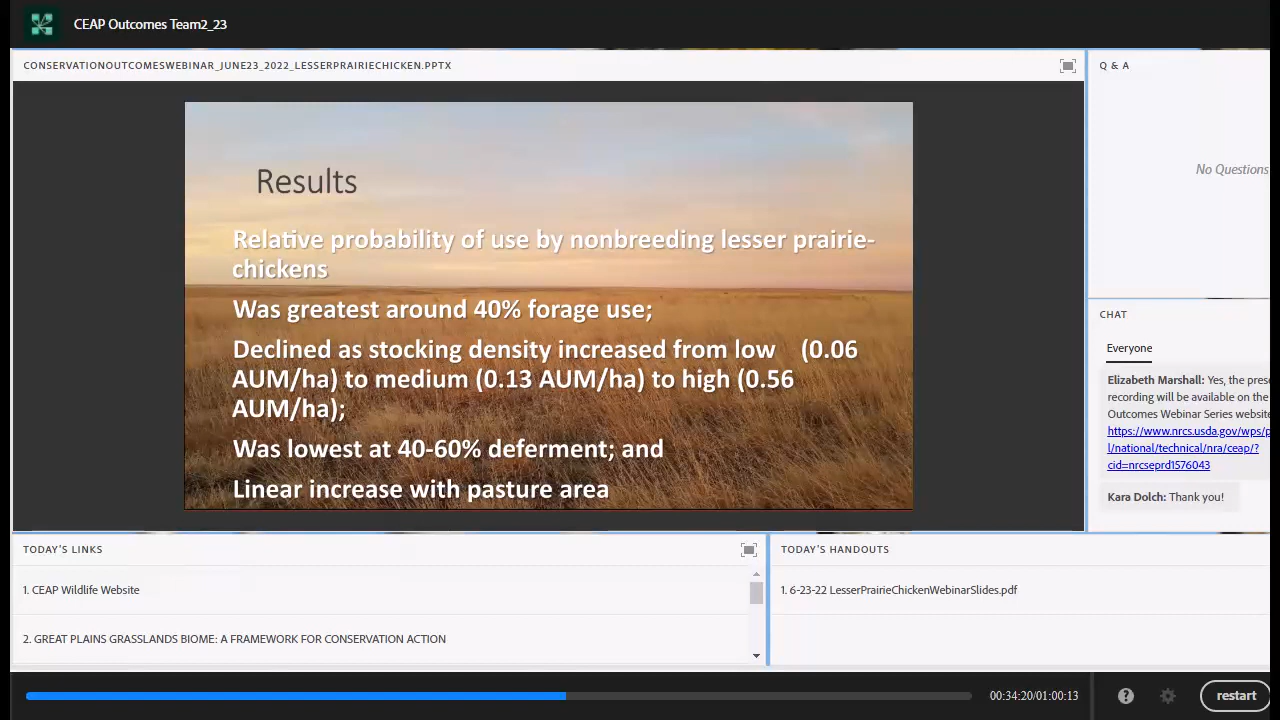 CEAP Outcomes Team2_23
CONSERVATIONOUTCOMESWEBINAR_JUNE23_2022_LESSERPRAIRIECHICKEN.PPTX
Results
Relative probability of use by nonbreeding lesser prairie-
chickens
Was greatest around 40% forage use;
Declined as stocking density increased from low (0.06
AUM/ha) to medium (0.13 AUM/ha) to high (0.56
AUM/ha);
Was lowest at 40-60% deferment; and
Linear increase with pasture area
Q & A
No Questions
CHAT
Everyone
Elizabeth Marshall: Yes, the pres
recording will be available on the
Outcomes Webinar Series website
https://www.nrcs.usda.gov/wps/p
l/national/technical/nra/ceap/?
cid=nrcseprd1576043
Kara Dolch: Thank you!
TODAY'S LINKS
1. CEAP Wildlife Website
2. GREAT PLAINS GRASSLANDS BIOME: A FRAMEWORK FOR CONSERVATION ACTION
TODAY'S HANDOUTS
1. 6-23-22 LesserPrairieChickenWebinarSlides.pdf
00:34:20/01:00:13
?
restart